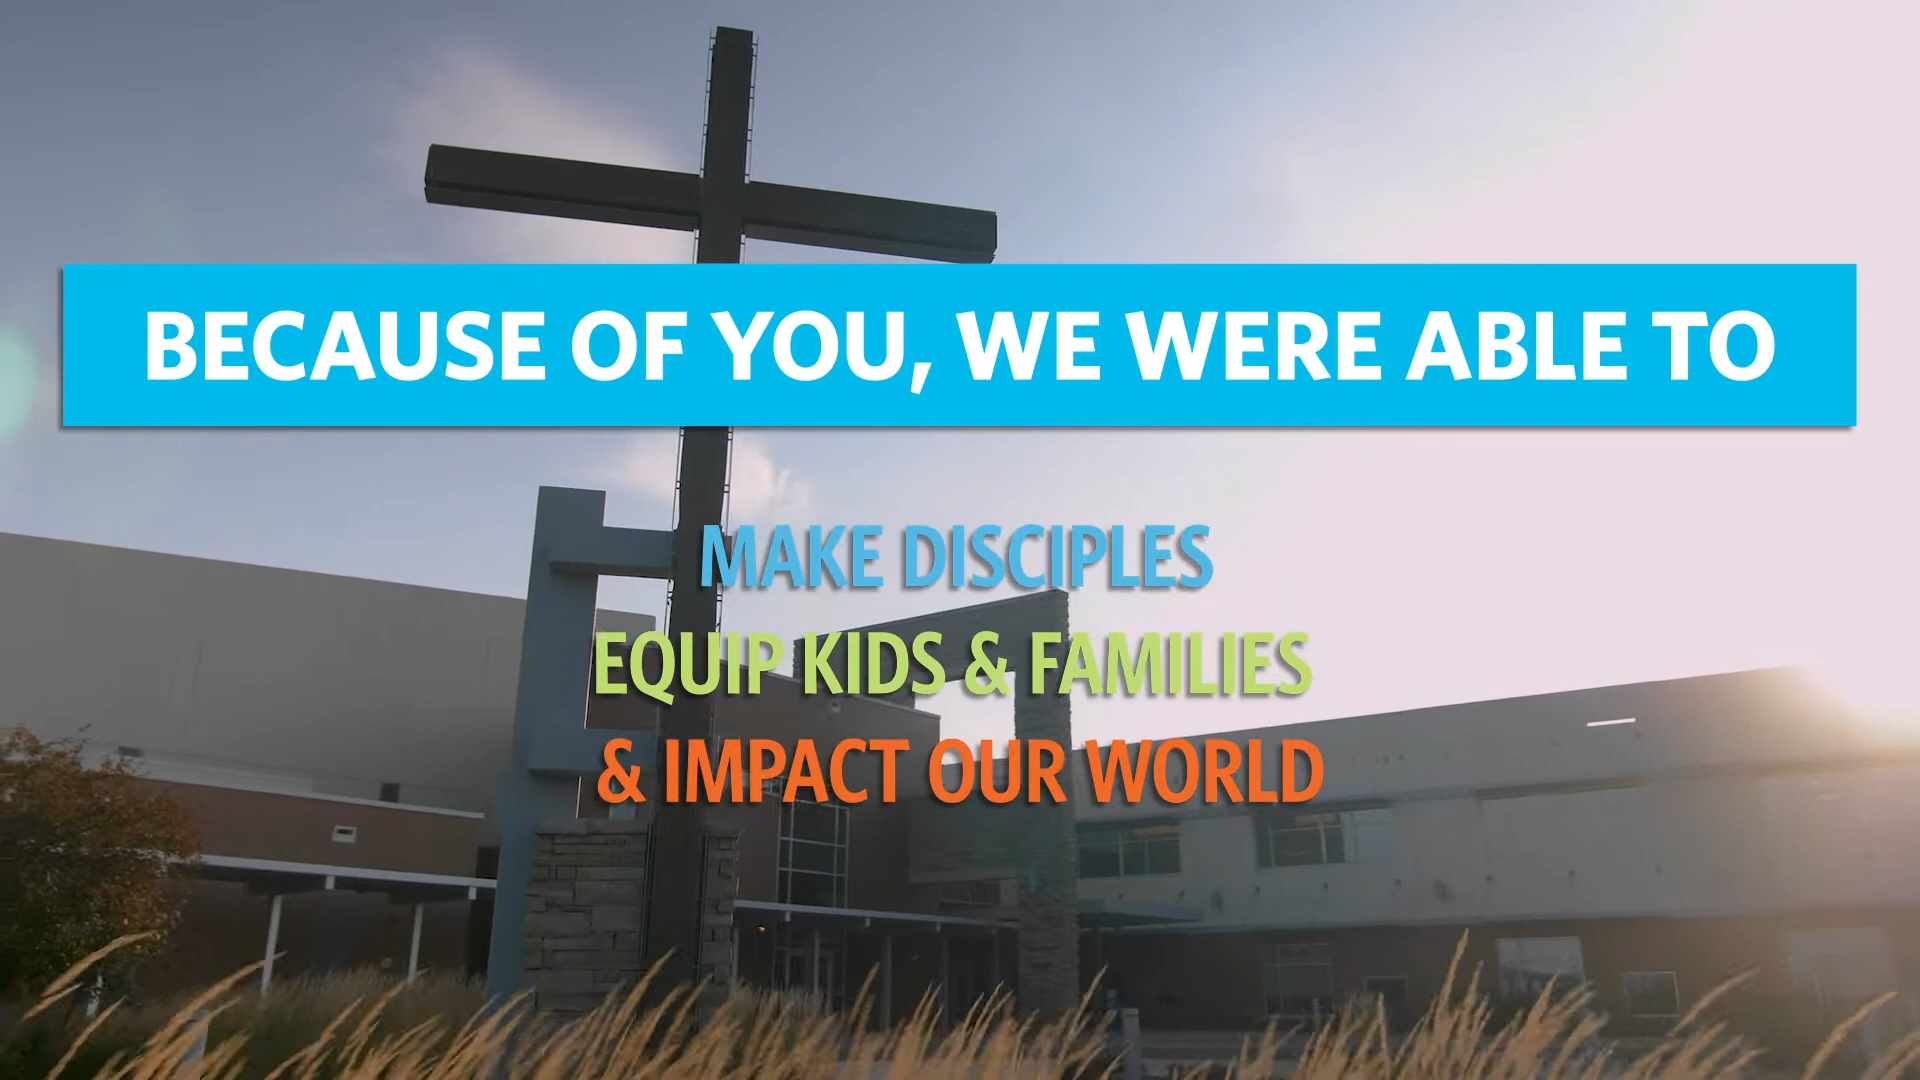 BECAUSE OF YOU, WE WERE ABLE TO
MAKE DISCIPLES
EQUIP KIDS & FAMILIES
& IMPACT OUR WORLD